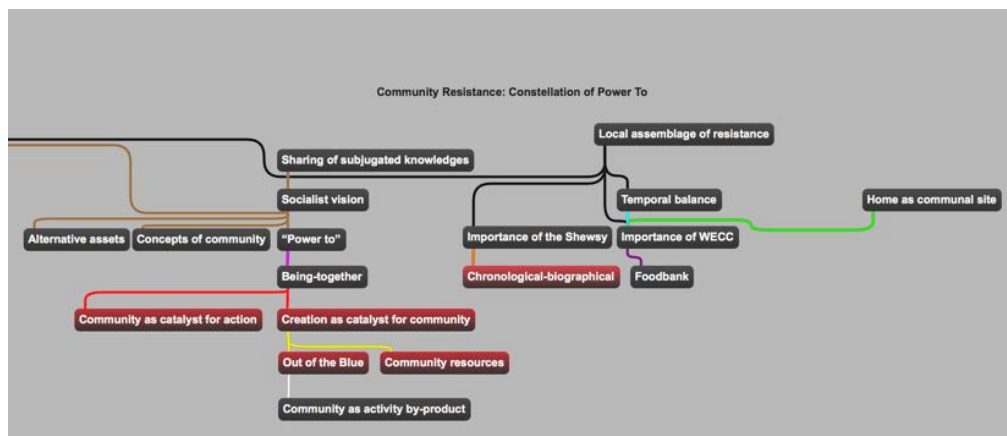 Community Resistance: Constellation of Power To
Local assemblage of resistance
Sharing of subjugated knowledges
Socialist vision
Temporal balance
Home as communal site
Alternative assets
Concepts of community
“Power to”
Importance of the Shewsy
Importance of WECC
Being-together
Chronological-biographical
Foodbank
Community as catalyst for action
Creation as catalyst for community
Out of the Blue
Community resources
Community as activity by-product